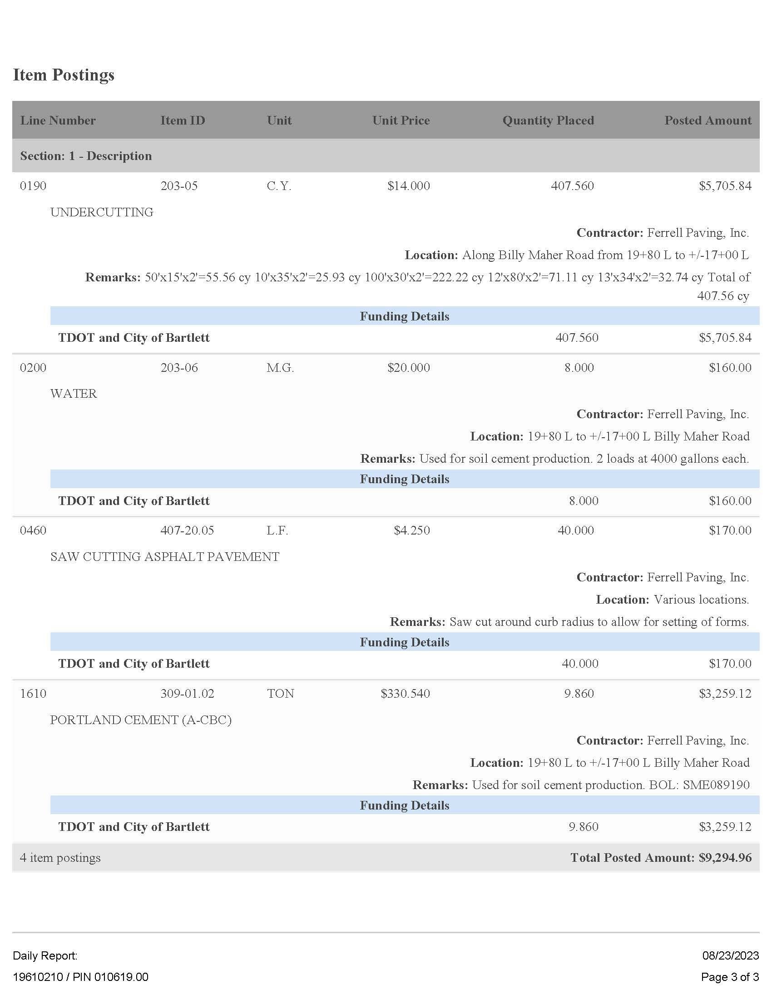 Item Postings
Line Number Item ID Unit Unit Price Quantity Placed Posted Amount
Section: 1 - Description
0190 203-05 C.Y. $14.000 407.560 $5,705.84
UNDERCUTTING
Contractor: Ferrell Paving, Inc.
Location: Along Billy Maher Road from 19+80 L to +/-17+00 L
Remarks: 50'x15'x2'=55.56 cy 10'x35'x2'=25.93 cy 100'x30'x2'=222.22 cy 12'x80'x2'=71.11 cy 13'x34'x2'=32.74 cy Total of
407.56 cy
Funding Details
TDOT and City of Bartlett 407.560 $5,705.84
0200 203-06 M.G. $20.000 8.000 $160.00
WATER
Contractor: Ferrell Paving, Inc.
Location: 19+80 L to +/-17+00 L Billy Maher Road
Remarks: Used for soil cement production. 2 loads at 4000 gallons each.
Funding Details
TDOT and City of Bartlett 8.000 $160.00
0460 407-20.05 L.F. $4.250 40.000 $170.00
SAW CUTTING ASPHALT PAVEMENT
Contractor: Ferrell Paving, Inc.
Location: Various locations.
Remarks: Saw cut around curb radius to allow for setting of forms.
Funding Details
TDOT and City of Bartlett 40.000 $170.00
1610 309-01.02 TON $330.540 9.860 $3,259.12
PORTLAND CEMENT (A-CBC)
Contractor: Ferrell Paving, Inc.
Location: 19+80 L to +/-17+00 L Billy Maher Road
Remarks: Used for soil cement production. BOL: SME089190
Funding Details
TDOT and City of Bartlett 9.860 $3,259.12
4 item postings Total Posted Amount: $9,294.96
Daily Report: 08/23/2023
19610210 / PIN 010619.00 Page 3 of 3